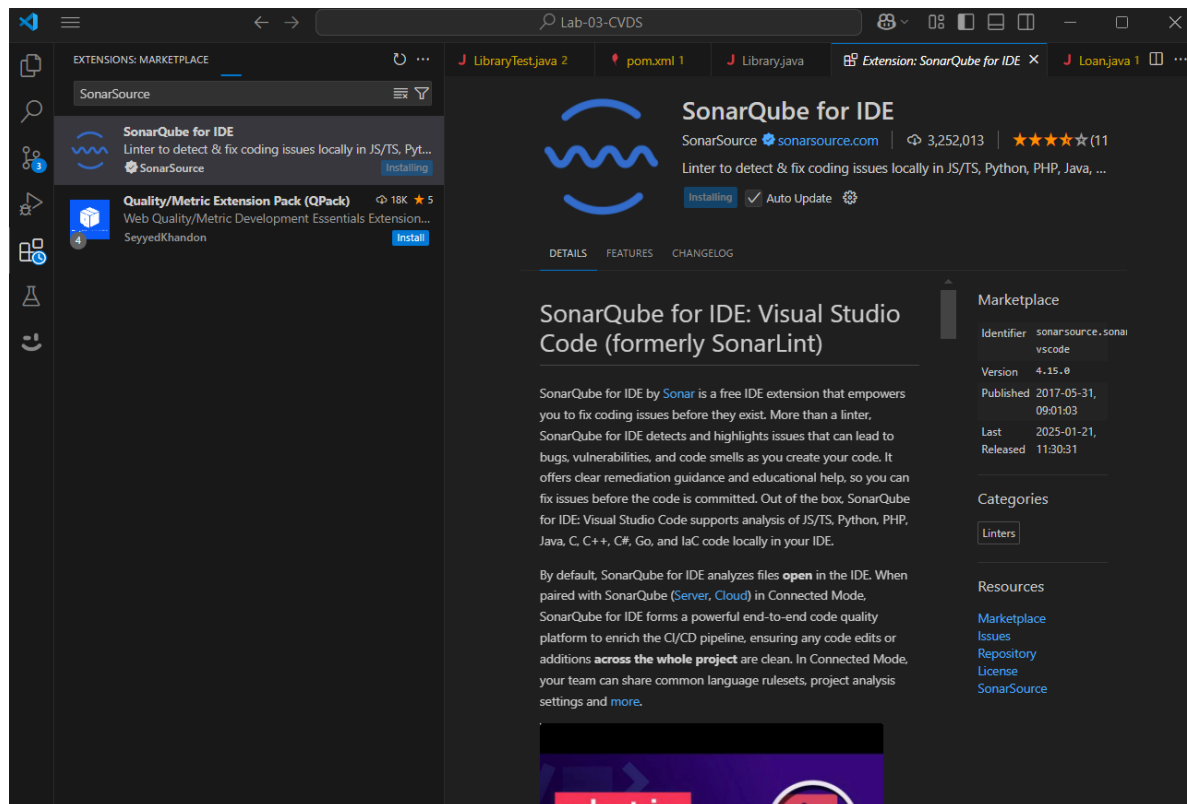 Lab-03-CVDS
EXTENSIONS: MARKETPLACE
SonarSource
SonarQube for IDE
Linter to detect & fix coding issues locally in JS/TS, Pyt...
SonarSource
Installing
Quality/Metric Extension Pack (QPack) 18K ★ 5
Web Quality/Metric Development Essentials Extension...
SeyyedKhandon
Install
4
3
J LibraryTest.java 2
pom.xml 1
J Library.java
Extension: SonarQube for IDE
J Loan.java 1
SonarQube for IDE
SonarSource sonarsource.com 3,252,013 (11
Linter to detect & fix coding issues locally in JS/TS, Python, PHP, Java, ...
Installing Auto Update
DETAILS FEATURES CHANGELOG
SonarQube for IDE: Visual Studio
Code (formerly SonarLint)
SonarQube for IDE by Sonar is a free IDE extension that empowers
you to fix coding issues before they exist. More than a linter,
SonarQube for IDE detects and highlights issues that can lead to
bugs, vulnerabilities, and code smells as you create your code. It
offers clear remediation guidance and educational help, so you can
fix issues before the code is committed. Out of the box, SonarQube
for IDE: Visual Studio Code supports analysis of JS/TS, Python, PHP,
Java, C, C++, C#, Go, and IaC code locally in your IDE.
By default, SonarQube for IDE analyzes files open in the IDE. When
paired with SonarQube (Server, Cloud) in Connected Mode,
SonarQube for IDE forms a powerful end-to-end code quality
platform to enrich the CI/CD pipeline, ensuring any code edits or
additions across the whole project are clean. In Connected Mode,
your team can share common language rulesets, project analysis
settings and more.
Marketplace
Identifier sonarsource.sonar
vscode
Version 4.15.0
Published 2017-05-31,
09:01:03
Last 2025-01-21,
Released 11:30:31
Categories
Linters
Resources
Marketplace
Issues
Repository
License
SonarSource